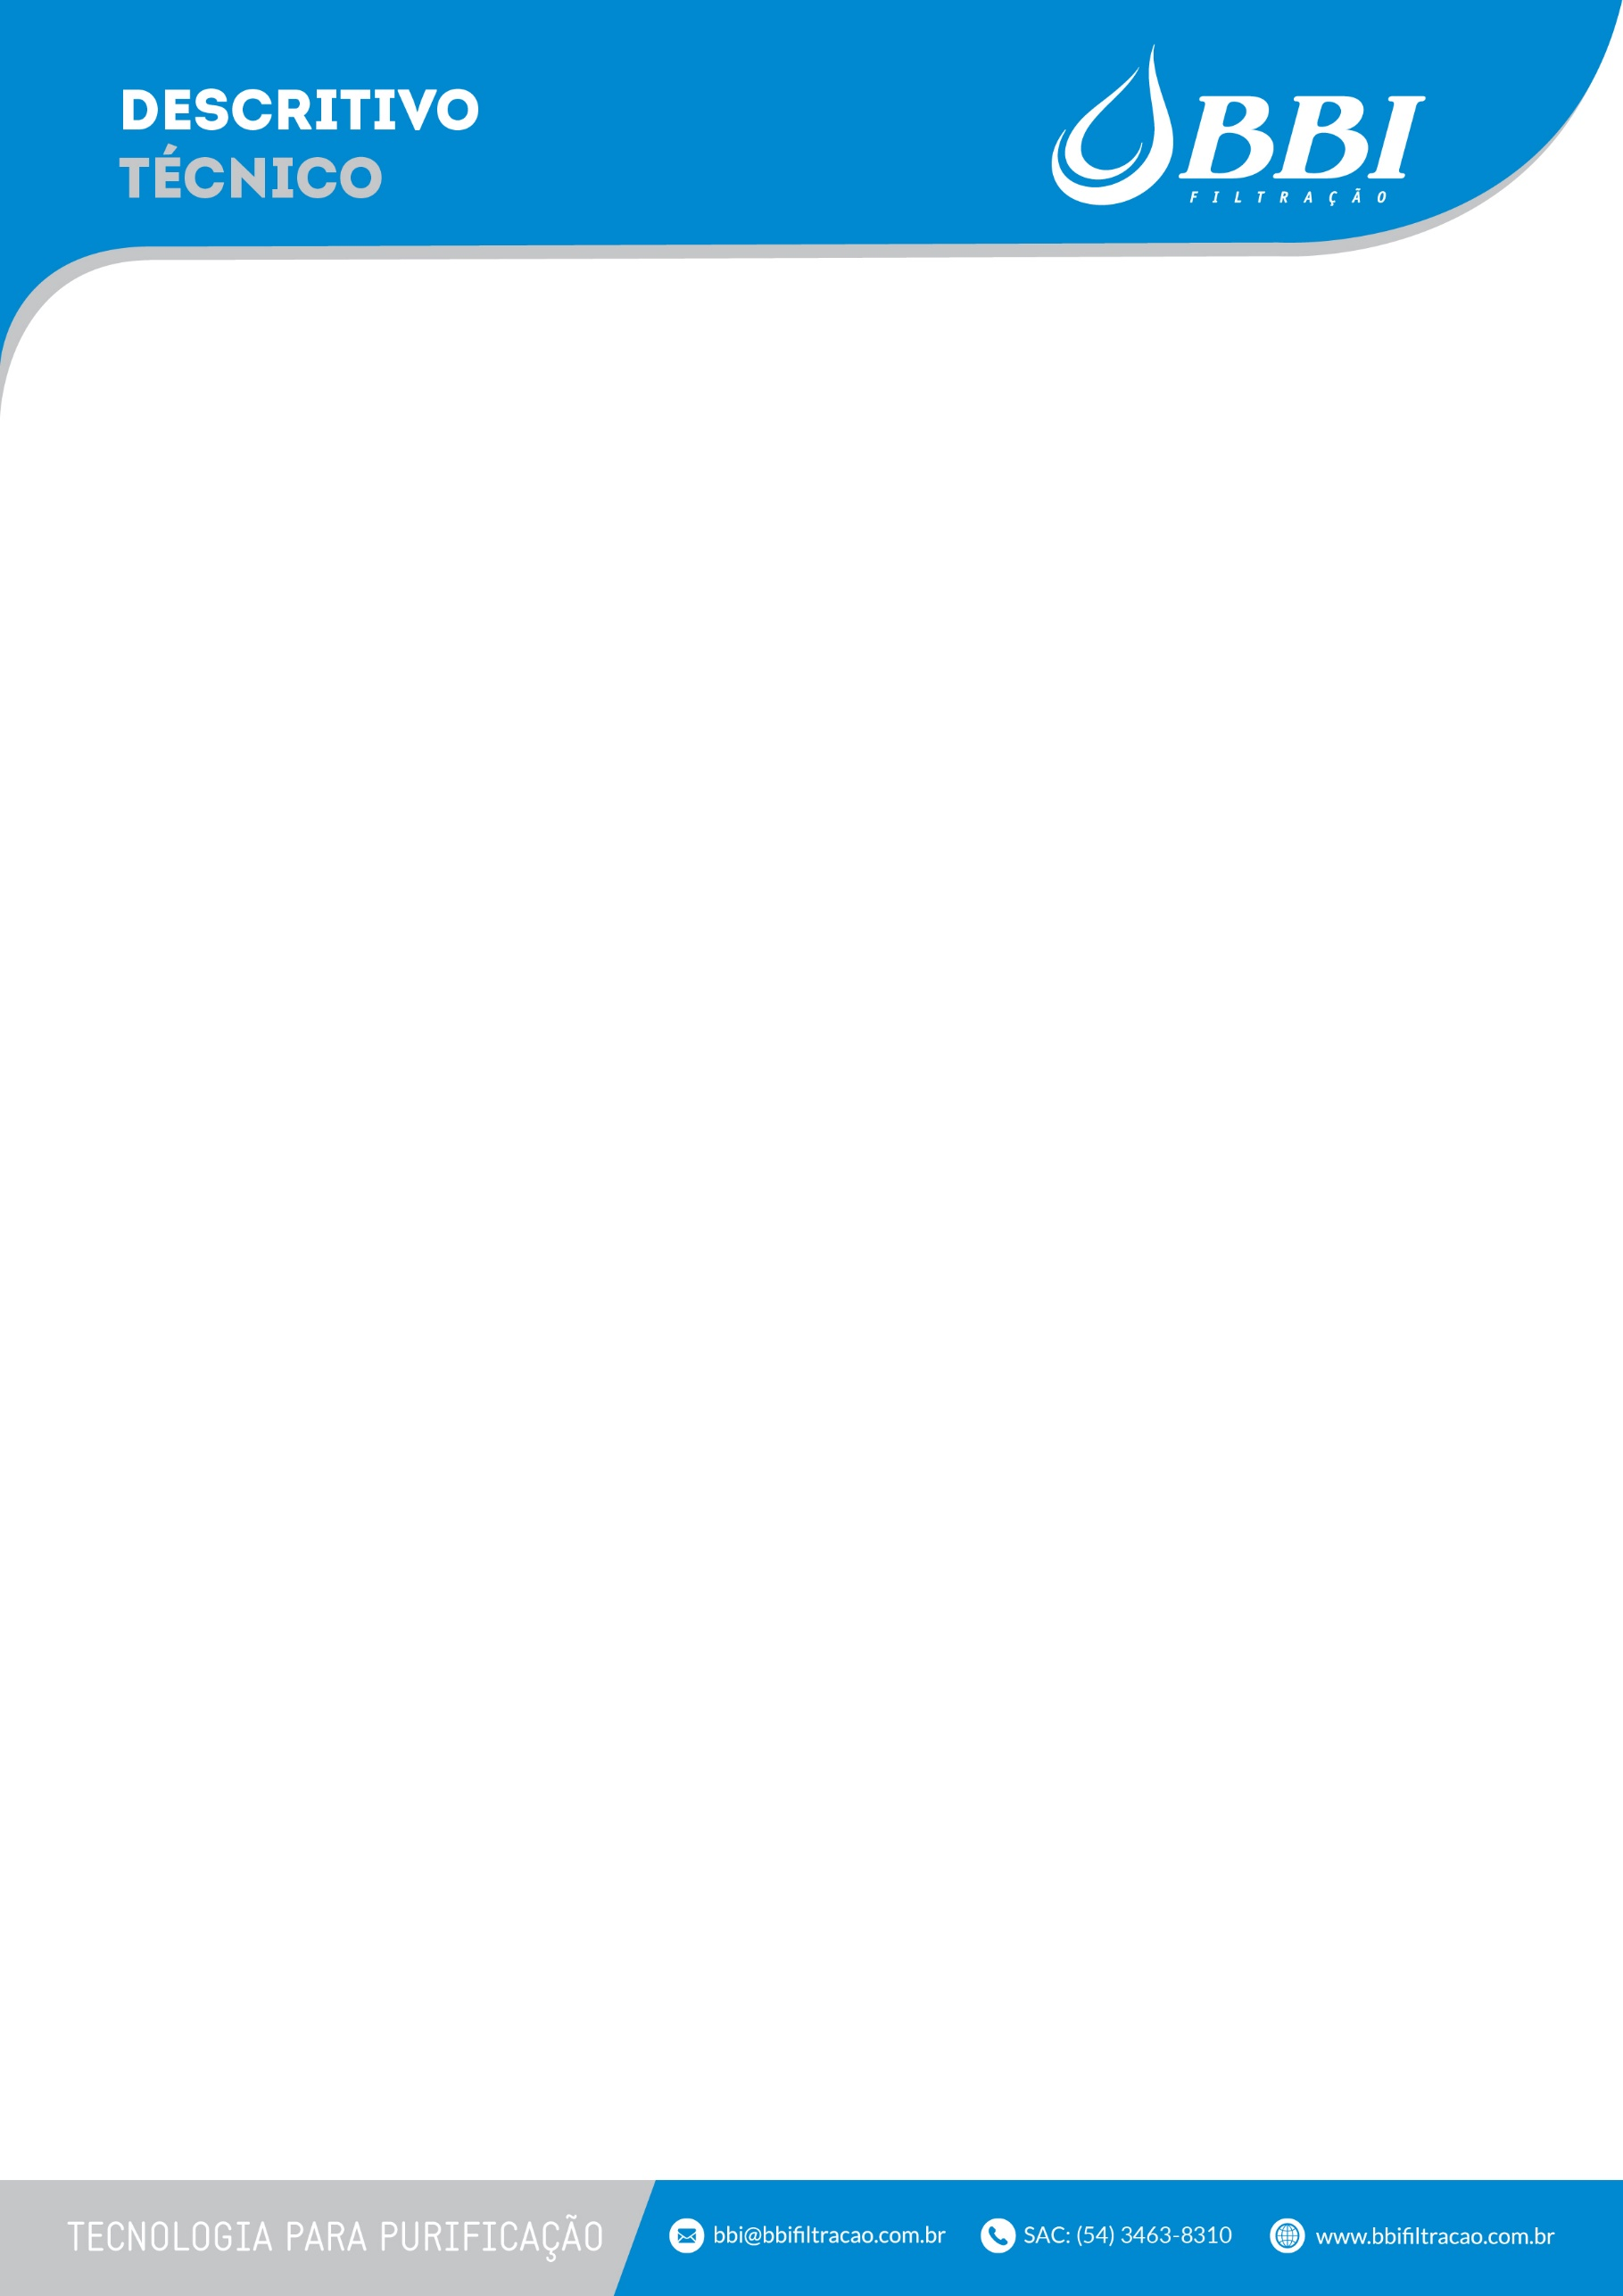 DESCRITIVO
TÉCNICO
BBI
FILTRAÇÃO
TECNOLOGIA PARA PURIFICAÇÃO
bbi@bbifiltracao.com.br
SAC: (54) 3463-8310
www.bbifiltracao.com.br